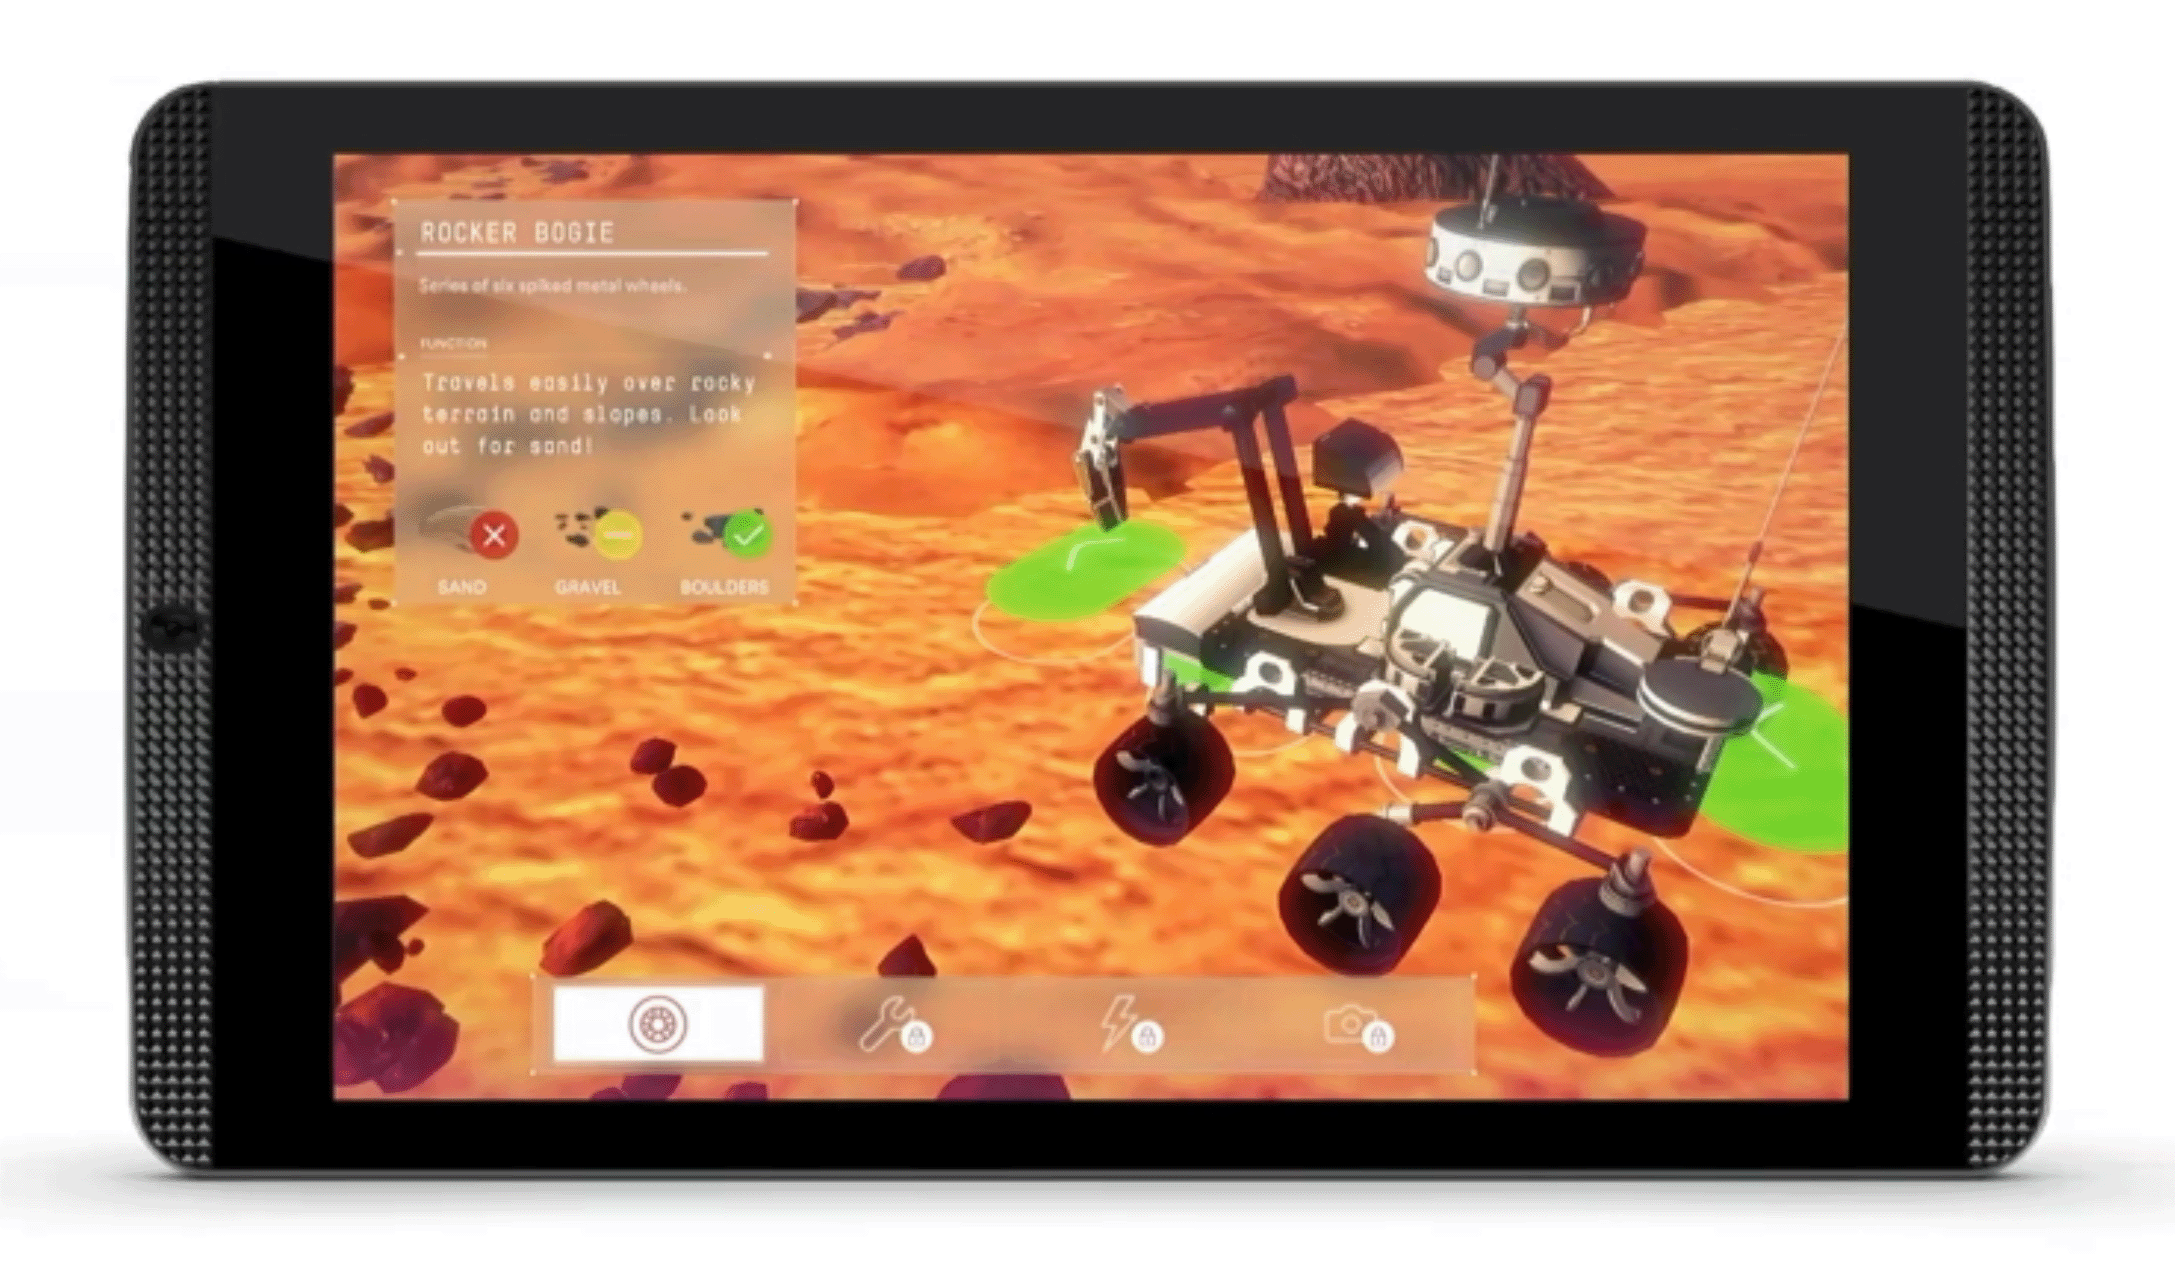 ROCKER BOGIE
Series of six spiked metal wheels.
FUNCTION
Travels easily over rocky
terrain and slopes. Look
out for sand!
SAND GRAVEL BOULDERS